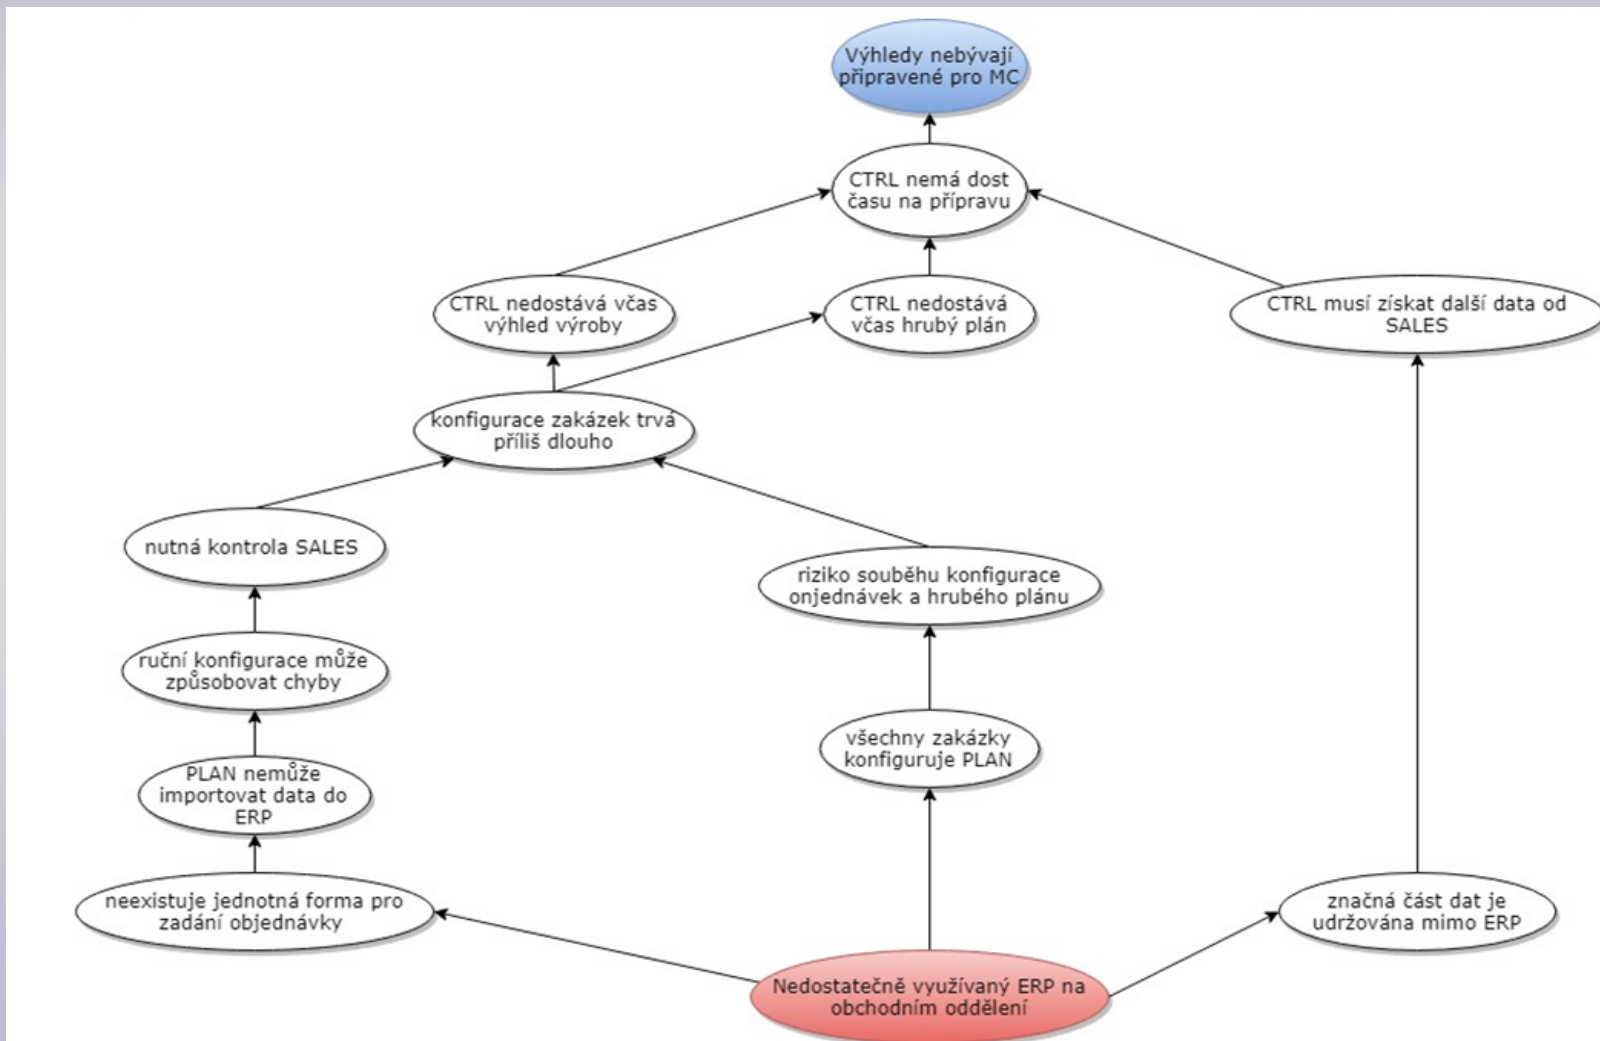 Výhledy nebývají
připravené pro MC
CTRL nemá dost
času na přípravu
CTRL nedostává včas
výhled výroby
CTRL nedostává
včas hrubý plán
CTRL musí získat další data od
SALES
konfigurace zakázek trvá
příliš dlouho
nutná kontrola SALES
riziko souběhu konfigurace
onjednávek a hrubého plánu
ruční konfigurace může
způsobovat chyby
všechny zakázky
konfiguruje PLAN
PLAN nemůže
importovat data do
ERP
neexistuje jednotná forma pro
zadání objednávky
značná část dat je
udržována mimo ERP
Nedostatečně využívaný ERP na
obchodním oddělení